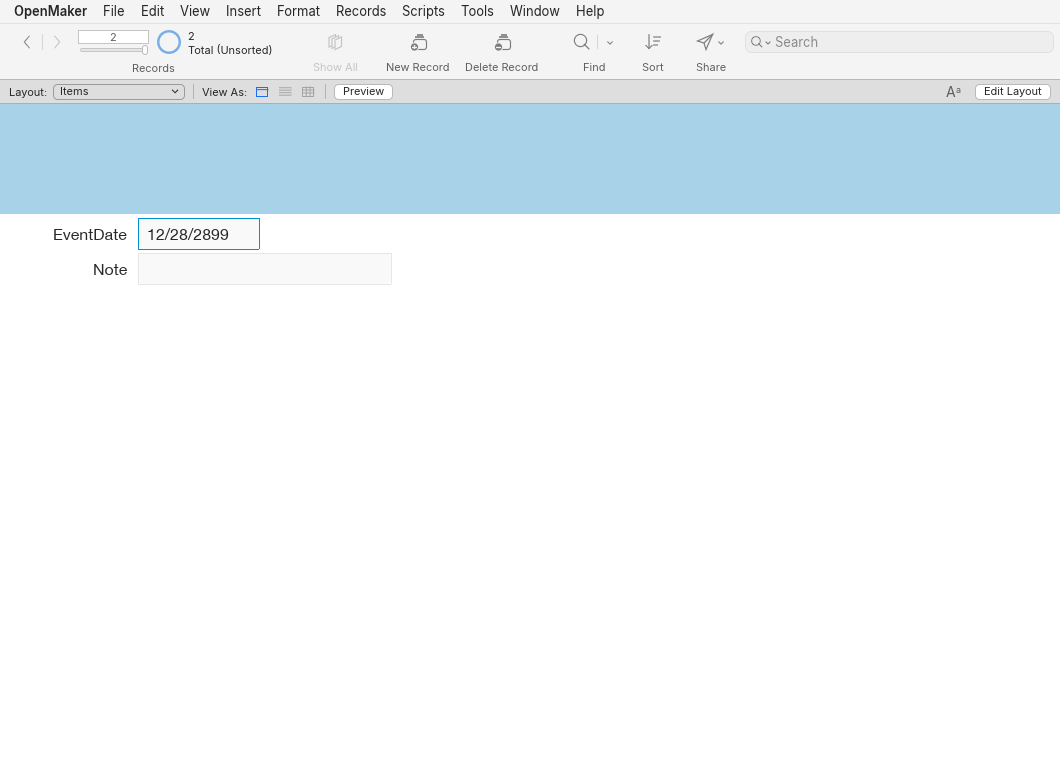 OpenMaker File Edit View Insert Format Records Scripts Tools Window Help
2
2
Total (Unsorted)
Records
Show All
New Record
Delete Record
Find
Sort
Share
Search
Layout: Items View As: Preview Aa Edit Layout
EventDate 12/28/2899
Note